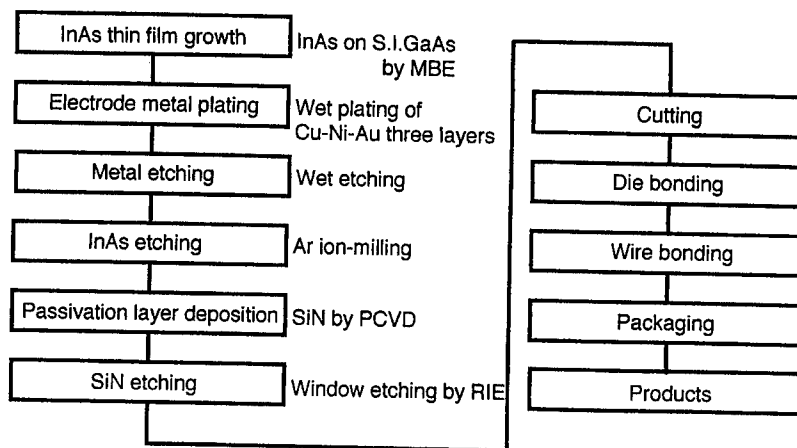 InAs thin film growth
InAs on S.I.GaAs
by MBE
Electrode metal plating
Wet plating of
Cu-Ni-Au three layers
Metal etching
Wet etching
InAs etching
Ar ion-milling
Passivation layer deposition
SiN by PCVD
SiN etching
Window etching by RIE
Cutting
Die bonding
Wire bonding
Packaging
Products